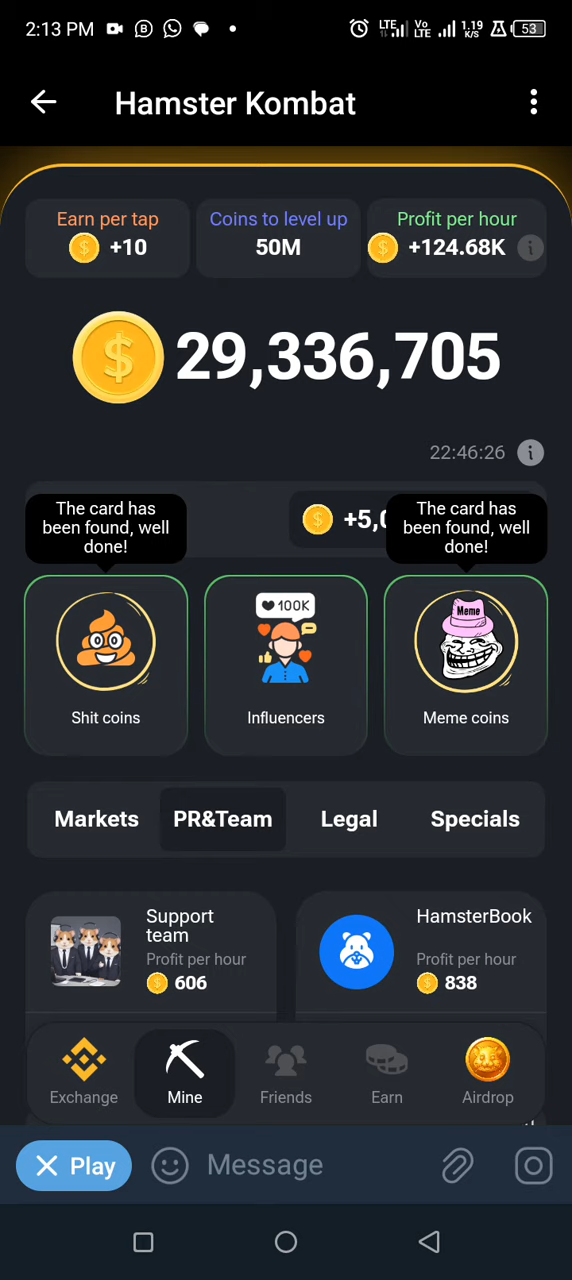 2:13 PM
LTE
Vo
LTE
1.19
K/S
53
Hamster Kombat
Earn per tap
+10
Coins to level up
50M
Profit per hour
+124.68K
29,336,705
22:46:26
The card has
been found, well
done!
+5,0
The card has
been found, well
done!
Shit coins
100K
Influencers
Meme
Meme coins
Markets
PR&Team
Legal
Specials
Support
team
Profit per hour
606
HamsterBook
Profit per hour
838
Exchange
Mine
Friends
Earn
Airdrop
Play
Message